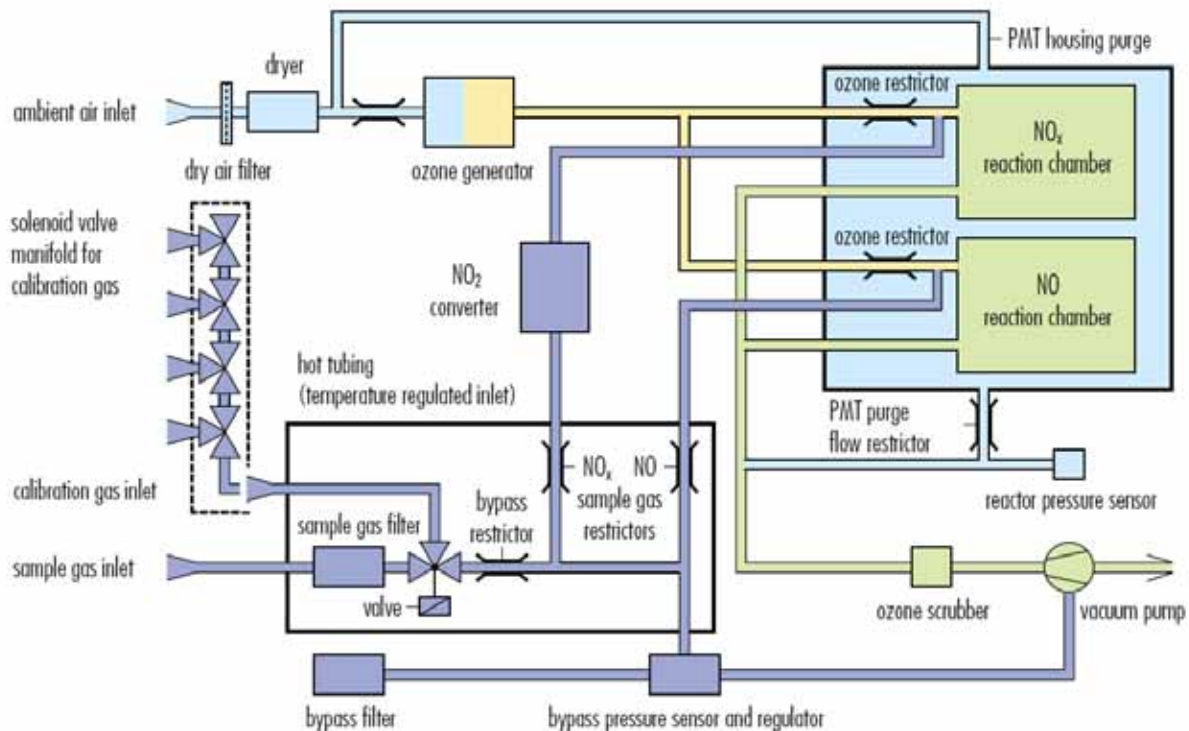 PMT housing purge
dryer
ozone restrictor
ambient air inlet
NOₓ
reaction chamber
dry air filter
ozone generator
solenoid valve
manifold for
calibration gas
ozone restrictor
NO₂
converter
NO
reaction chamber
hot tubing
(temperature regulated inlet)
PMT purge
flow restrictor
NOₓ
NO
sample gas
restrictors
calibration gas inlet
bypass
restrictor
reactor pressure sensor
sample gas filter
sample gas inlet
valve
ozone scrubber
vacuum pump
bypass filter
bypass pressure sensor and regulator